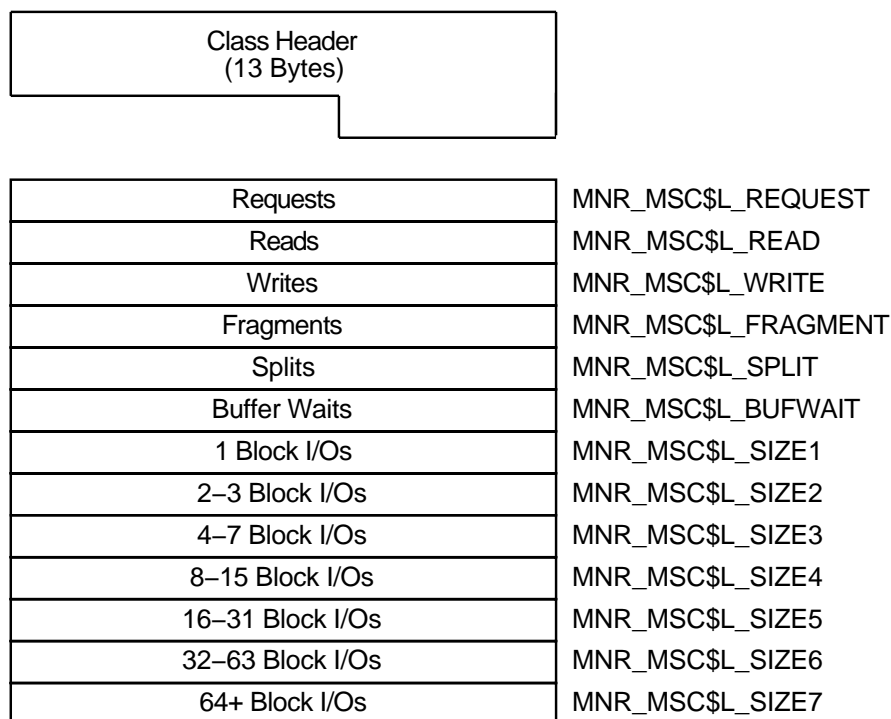 Class Header
(13 Bytes)
Requests MNR_MSC$L_REQUEST
Reads MNR_MSC$L_READ
Writes MNR_MSC$L_WRITE
Fragments MNR_MSC$L_FRAGMENT
Splits MNR_MSC$L_SPLIT
Buffer Waits MNR_MSC$L_BUFWAIT
1 Block I/Os MNR_MSC$L_SIZE1
2–3 Block I/Os MNR_MSC$L_SIZE2
4–7 Block I/Os MNR_MSC$L_SIZE3
8–15 Block I/Os MNR_MSC$L_SIZE4
16–31 Block I/Os MNR_MSC$L_SIZE5
32–63 Block I/Os MNR_MSC$L_SIZE6
64+ Block I/Os MNR_MSC$L_SIZE7